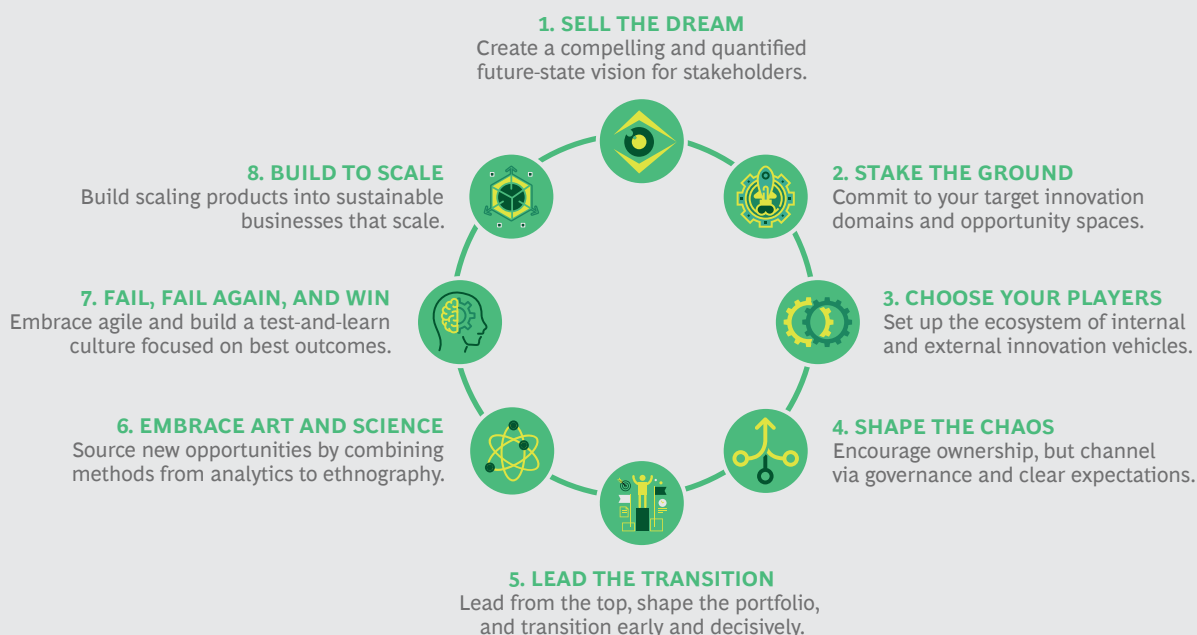 1. SELL THE DREAM
Create a compelling and quantified
future-state vision for stakeholders.
2. STAKE THE GROUND
Commit to your target innovation
domains and opportunity spaces.
3. CHOOSE YOUR PLAYERS
Set up the ecosystem of internal
and external innovation vehicles.
4. SHAPE THE CHAOS
Encourage ownership, but channel
via governance and clear expectations.
5. LEAD THE TRANSITION
Lead from the top, shape the portfolio,
and transition early and decisively.
6. EMBRACE ART AND SCIENCE
Source new opportunities by combining
methods from analytics to ethnography.
7. FAIL, FAIL AGAIN, AND WIN
Embrace agile and build a test-and-learn
culture focused on best outcomes.
8. BUILD TO SCALE
Build scaling products into sustainable
businesses that scale.